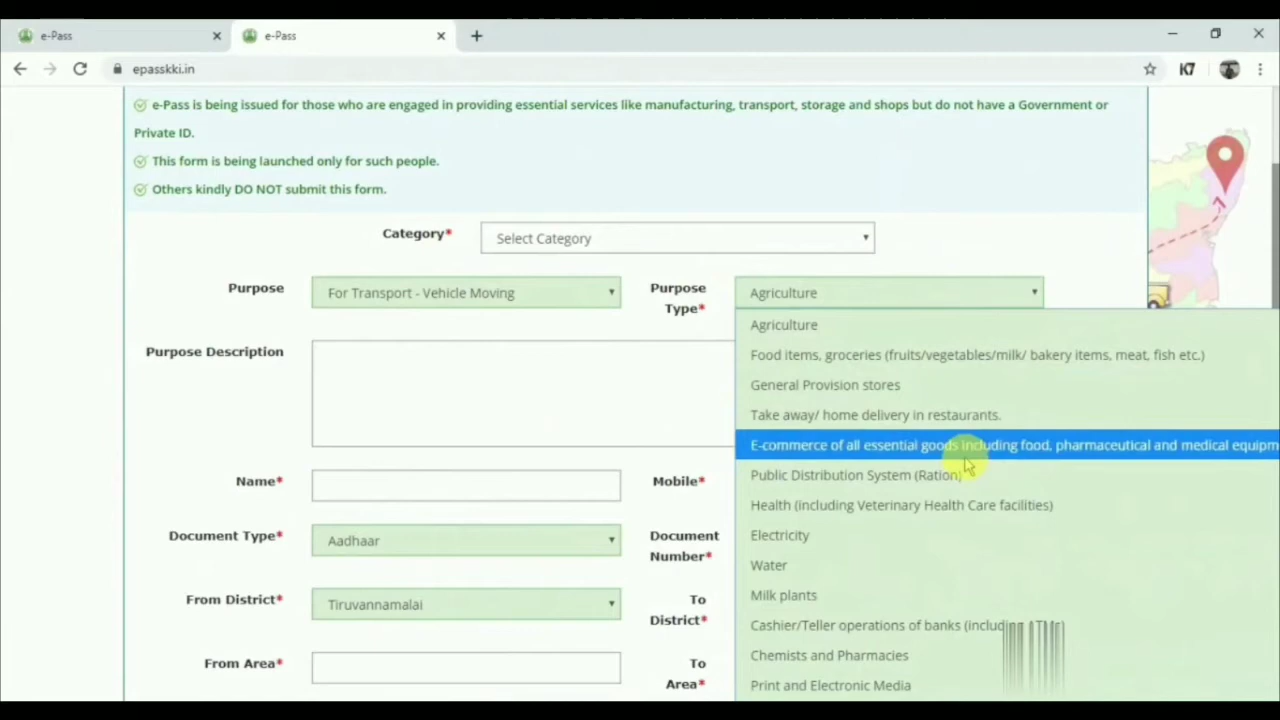 e-Pass
e-Pass
epasskki.in
K7
e-Pass is being issued for those who are engaged in providing essential services like manufacturing, transport, storage and shops but do not have a Government or
Private ID.
This form is being launched only for such people.
Others kindly DO NOT submit this form.
Category*
Select Category
Purpose
For Transport - Vehicle Moving
Purpose
Type*
Agriculture
Agriculture
Purpose Description
Food items, groceries (fruits/vegetables/milk/ bakery items, meat, fish etc.)
General Provision stores
Take away/ home delivery in restaurants.
E-commerce of all essential goods including food, pharmaceutical and medical equipm
Name*
Mobile*
Public Distribution System (Ration)
Health (including Veterinary Health Care facilities)
Document Type*
Aadhaar
Document
Number*
Electricity
Water
Milk plants
From District*
Tiruvannamalai
To
District*
Cashier/Teller operations of banks (including ATMs)
Chemists and Pharmacies
From Area*
To
Area*
Print and Electronic Media